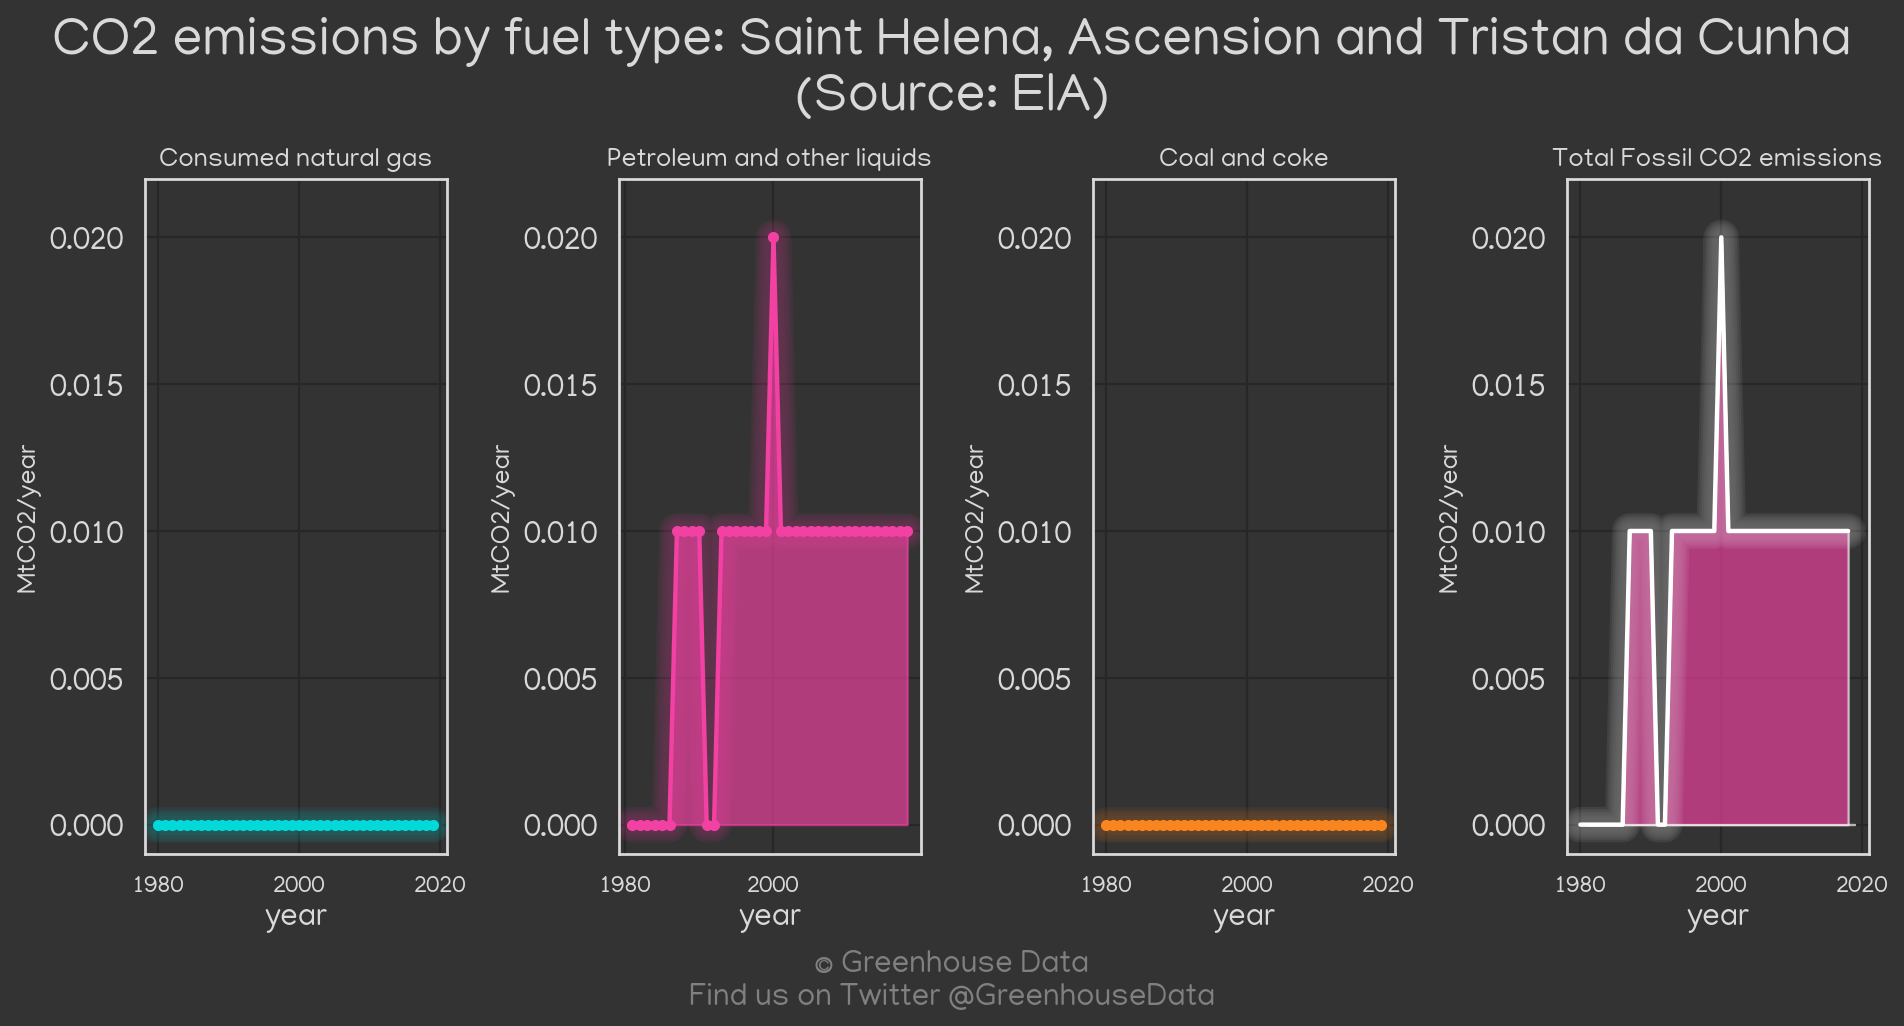 CO2 emissions by fuel type: Saint Helena, Ascension and Tristan da Cunha
(Source: EIA)
Consumed natural gas
0.020
0.015
0.010
0.005
0.000
MtCO2/year
1980 2000 2020
year
Petroleum and other liquids
0.020
0.015
0.010
0.005
0.000
MtCO2/year
1980 2000
year
Coal and coke
0.020
0.015
0.010
0.005
0.000
MtCO2/year
1980 2000 2020
year
Total Fossil CO2 emissions
0.020
0.015
0.010
0.005
0.000
MtCO2/year
1980 2000 2020
year
© Greenhouse Data
Find us on Twitter @GreenhouseData